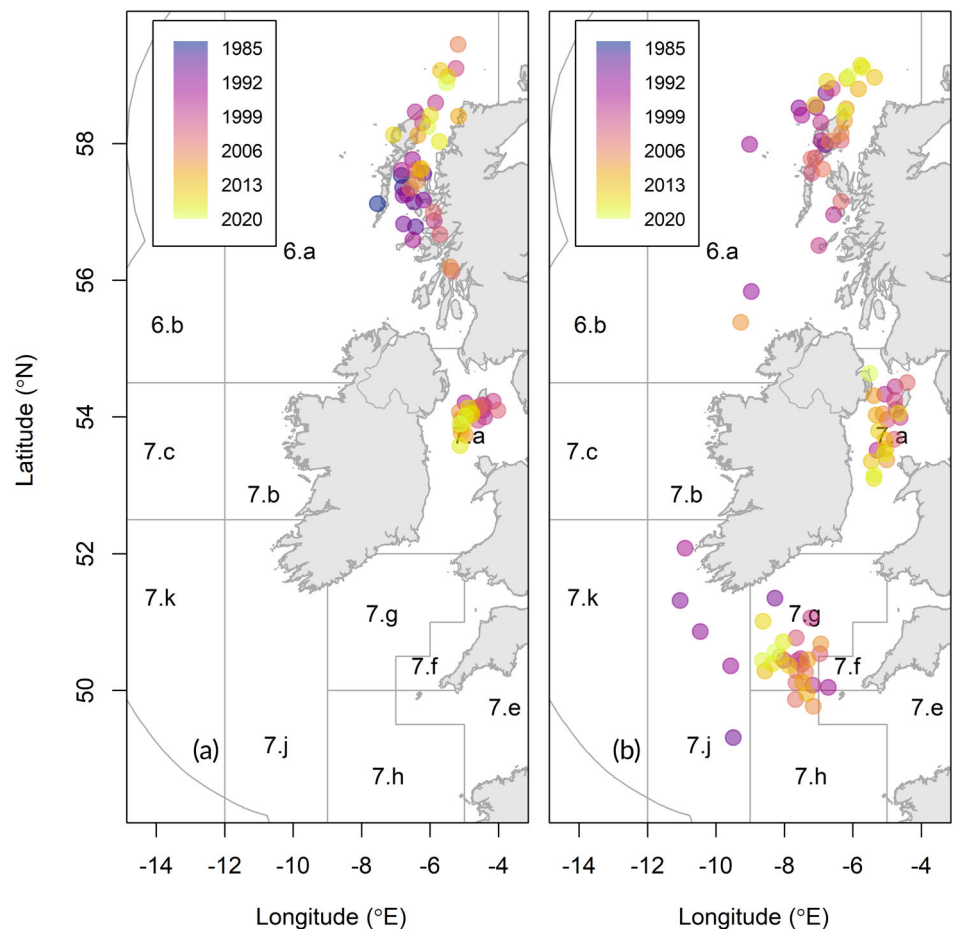 1985
1992
1999
2006
2013
2020
6.a
6.b
7.a
7.c
7.b
7.k
7.g
7.f
7.e
(a)
7.j
7.h
1985
1992
1999
2006
2013
2020
6.a
6.b
7.a
7.c
7.b
7.k
7.g
7.f
7.e
(b)
7.j
7.h
58
56
54
52
50
Latitude (°N)
-14 -12 -10 -8 -6 -4
-14 -12 -10 -8 -6 -4
Longitude (°E)
Longitude (°E)